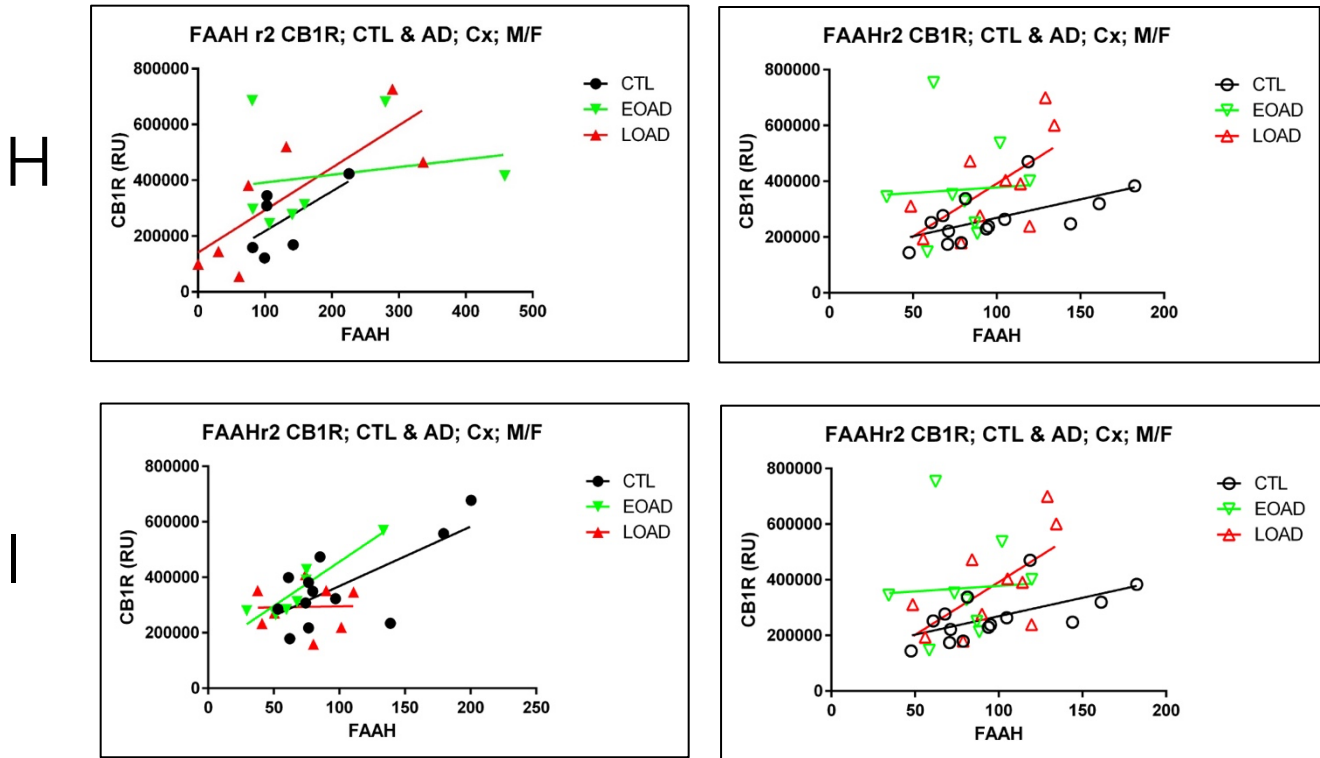 H
FAAH r2 CB1R; CTL & AD; Cx; M/F
CB1R (RU)
800000
600000
400000
200000
0
0 100 200 300 400 500
FAAH
CTL
EOAD
LOAD
FAAHr2 CB1R; CTL & AD; Cx; M/F
CB1R (RU)
800000
600000
400000
200000
0
0 50 100 150 200
FAAH
CTL
EOAD
LOAD
I
FAAHr2 CB1R; CTL & AD; Cx; M/F
CB1R (RU)
800000
600000
400000
200000
0
0 50 100 150 200 250
FAAH
CTL
EOAD
LOAD
FAAHr2 CB1R; CTL & AD; Cx; M/F
CB1R (RU)
800000
600000
400000
200000
0
0 50 100 150 200
FAAH
CTL
EOAD
LOAD